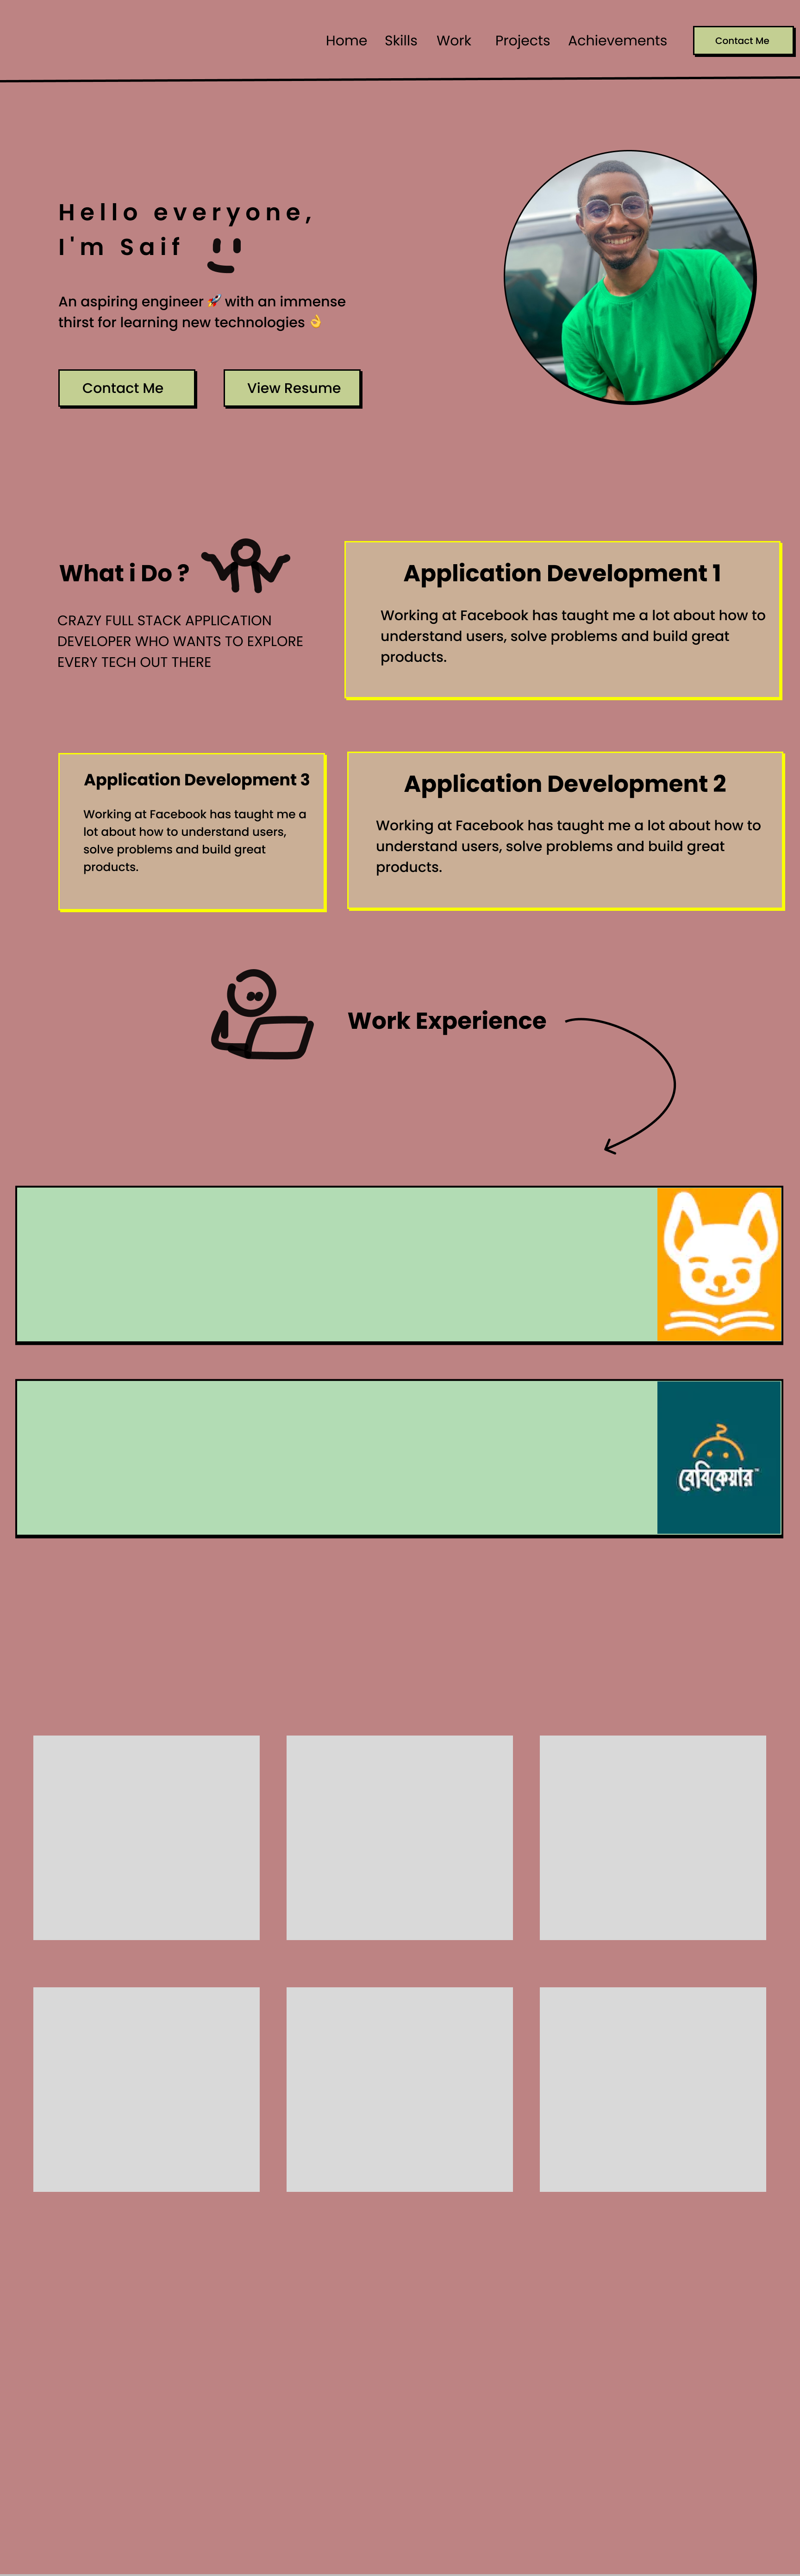 Home Skills Work Projects Achievements Contact Me
Hello everyone,
I'm Saif
An aspiring engineer 🚀 with an immense
thirst for learning new technologies 👌
Contact Me View Resume
What i Do ?
CRAZY FULL STACK APPLICATION
DEVELOPER WHO WANTS TO EXPLORE
EVERY TECH OUT THERE
Application Development 1
Working at Facebook has taught me a lot about how to
understand users, solve problems and build great
products.
Application Development 3
Working at Facebook has taught me a
lot about how to understand users,
solve problems and build great
products.
Application Development 2
Working at Facebook has taught me a lot about how to
understand users, solve problems and build great
products.
Work Experience
বেবিকেয়ার™